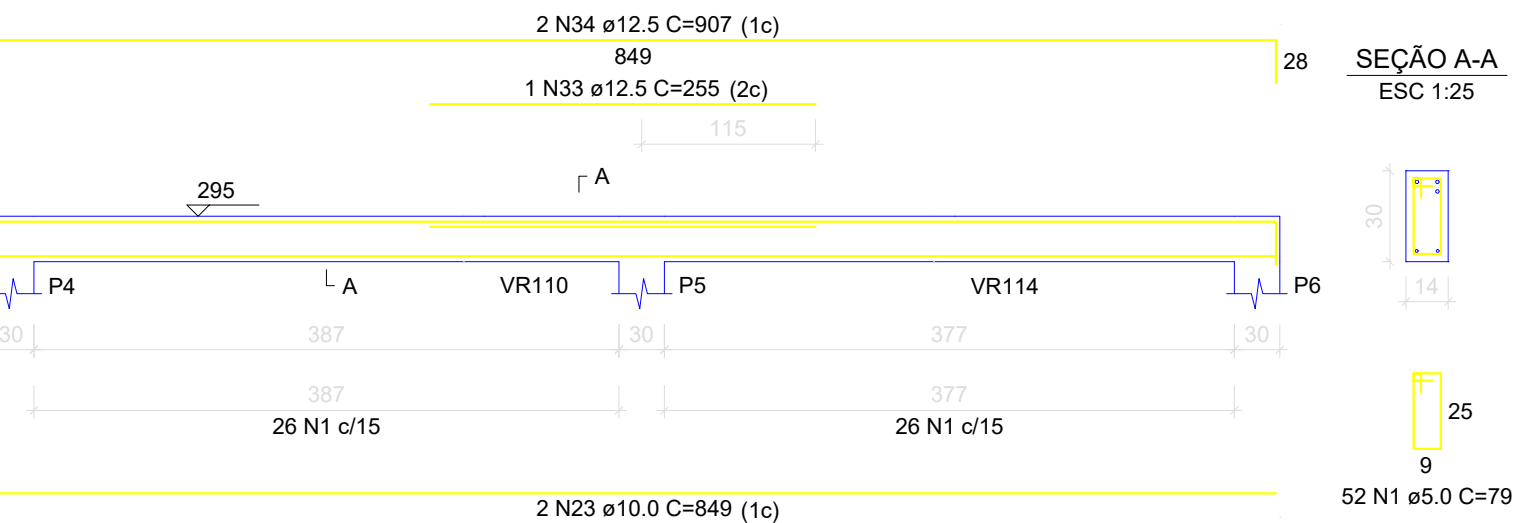 2 N34 ø12.5 C=907 (1c)
849
28
SEÇÃO A-A
ESC 1:25
1 N33 ø12.5 C=255 (2c)
115
A
295
30
14
P4
A
VR110
P5
VR114
P6
30
387
30
377
30
387
377
26 N1 c/15
26 N1 c/15
25
9
52 N1 ø5.0 C=79
2 N23 ø10.0 C=849 (1c)